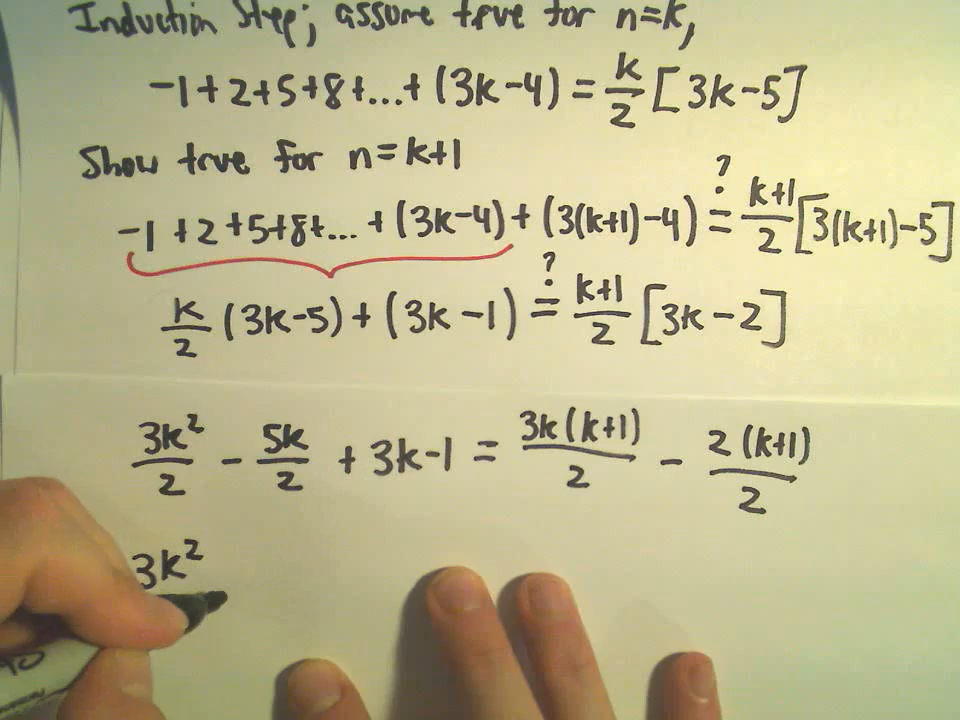 Induction Step; assume true for n=k,
-1+2+5+8+...+(3k-4) = k/2 [3k-5]
Show true for n=k+1
-1+2+5+8+...+(3k-4)+(3(k+1)-4) ≟ k+1/2 [3(k+1)-5]
k/2 (3k-5)+(3k-1) ≟ k+1/2 [3k-2]
3k²/2 - 5k/2 + 3k-1 = 3k(k+1)/2 - 2(k+1)/2
3k²